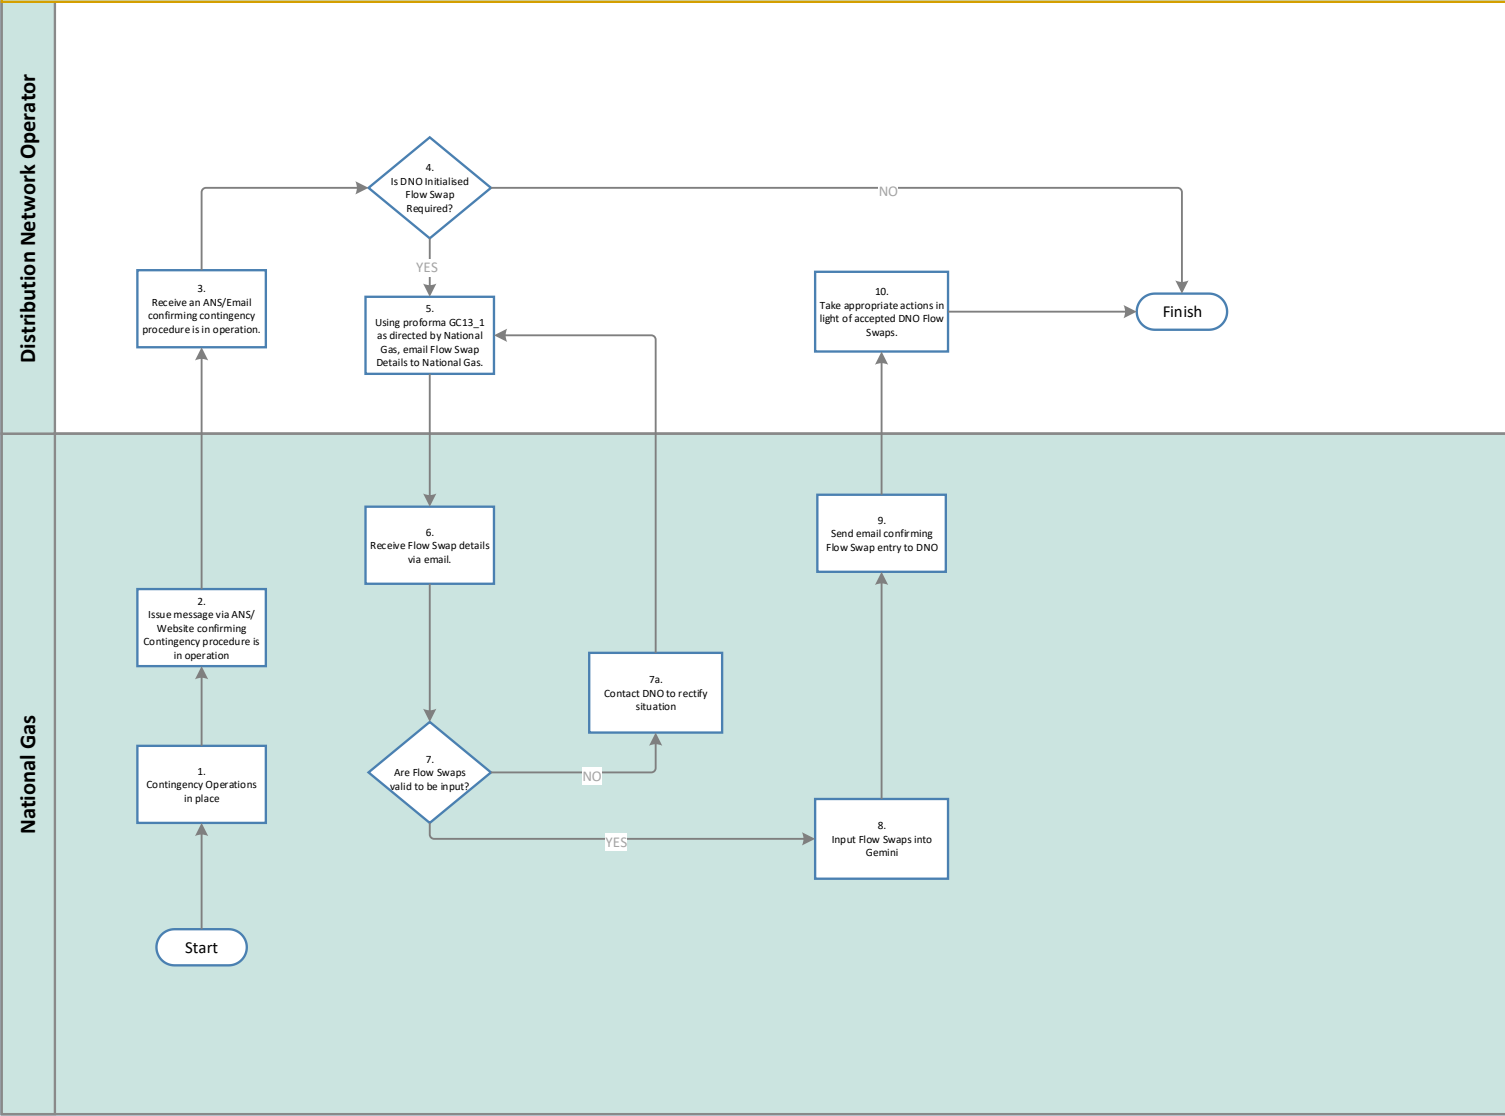 Distribution Network Operator
4.
Is DNO Initialised
Flow Swap
Required?
NO
YES
3.
Receive an ANS/Email
confirming contingency
procedure is in operation.
5.
Using proforma GC13_1
as directed by National
Gas, email Flow Swap
Details to National Gas.
10.
Take appropriate actions in
light of accepted DNO Flow
Swaps.
Finish
National Gas
6.
Receive Flow Swap details
via email.
9.
Send email confirming
Flow Swap entry to DNO
2.
Issue message via ANS/
Website confirming
Contingency procedure is
in operation
7a.
Contact DNO to rectify
situation
1.
Contingency Operations
in place
7.
Are Flow Swaps
valid to be input?
NO
YES
8.
Input Flow Swaps into
Gemini
Start